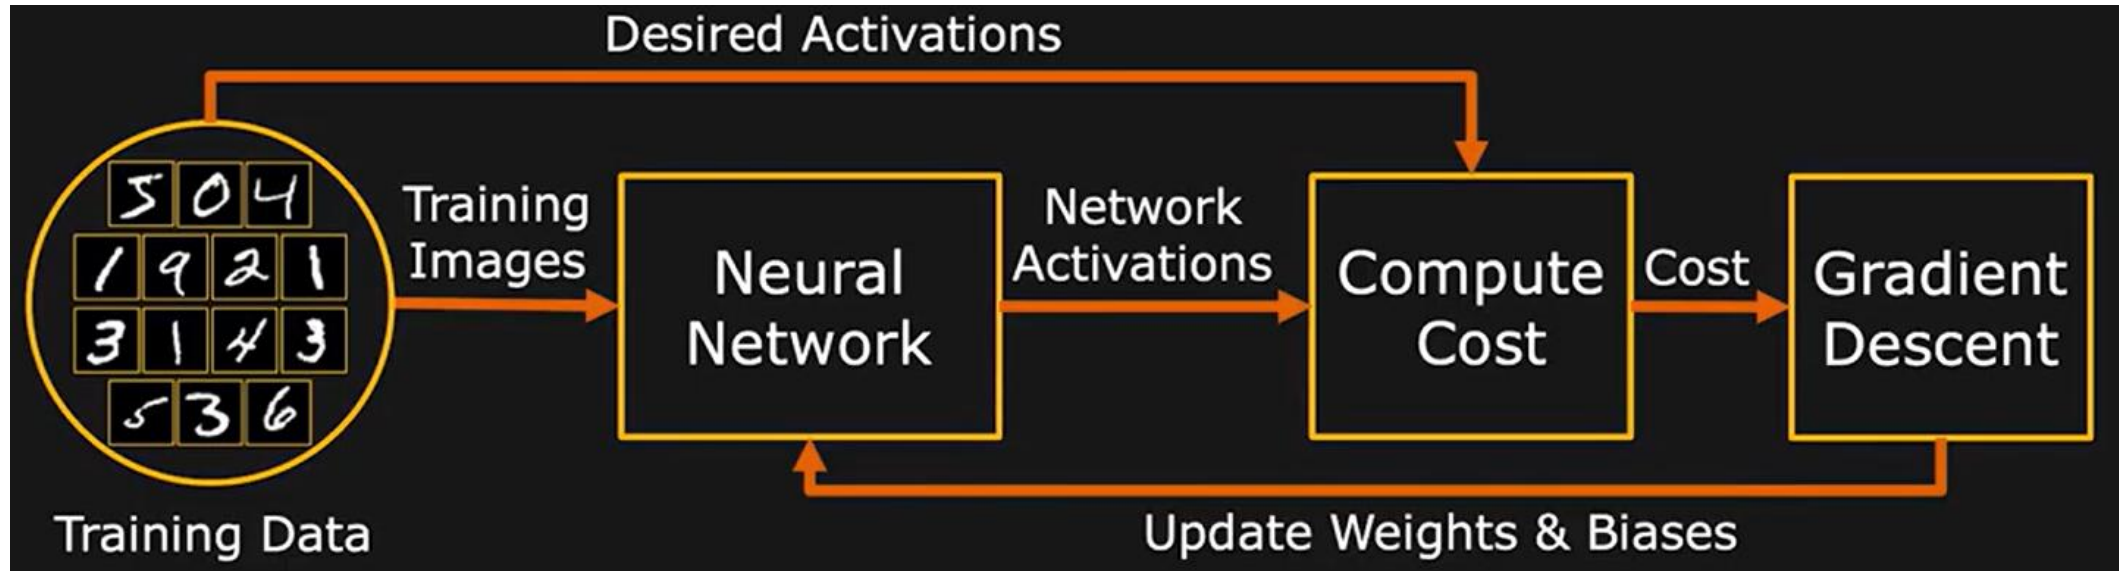 Desired Activations
5 0 4
1 9 2 1
3 1 4 3
5 3 6
Training Data
Training
Images
Neural
Network
Network
Activations
Compute
Cost
Cost
Gradient
Descent
Update Weights & Biases